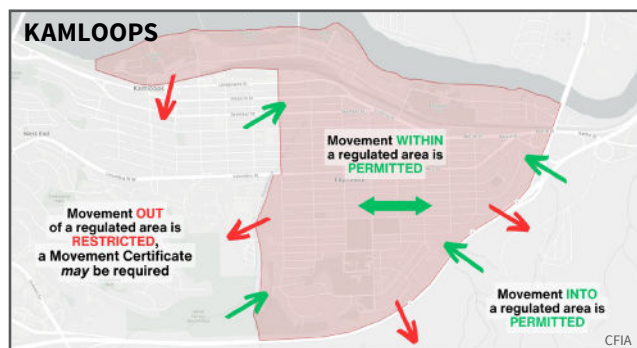 KAMLOOPS
Movement WITHIN
a regulated area is
PERMITTED
Movement OUT
of a regulated area is
RESTRICTED,
a Movement Certificate
may be required
Movement INTO
a regulated area is
PERMITTED
CFIA